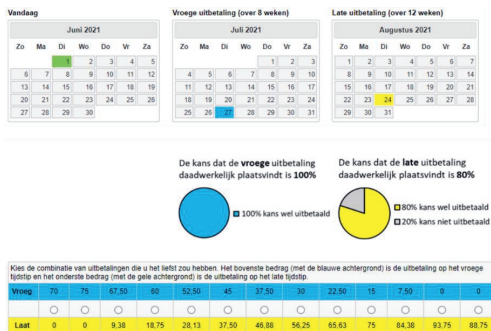 Vandaag
Vroege uitbetaling (over 8 weken)
Late uitbetaling (over 12 weken)
Juni 2021
Zo Ma Di Wo Do Vr Za
1 2 3 4 5
6 7 8 9 10 11 12
13 14 15 16 17 18 19
20 21 22 23 24 25 26
27 28 29 30
Juli 2021
Zo Ma Di Wo Do Vr Za
1 2 3
4 5 6 7 8 9 10
11 12 13 14 15 16 17
18 19 20 21 22 23 24
25 26 27 28 29 30 31
Augustus 2021
Zo Ma Di Wo Do Vr Za
1 2 3 4 5 6 7
8 9 10 11 12 13 14
15 16 17 18 19 20 21
22 23 24 25 26 27 28
29 30 31
De kans dat de vroege uitbetaling
daadwerkelijk plaatsvindt is 100%
100% kans wel uitbetaald
De kans dat de late uitbetaling
daadwerkelijk plaatsvindt is 80%
80% kans wel uitbetaald
20% kans niet uitbetaald
Kies de combinatie van uitbetalingen die u het liefst zou hebben. Het bovenste bedrag (met de blauwe achtergrond) is de uitbetaling op het vroege
tijdstip en het onderste bedrag (met de gele achtergrond) is de uitbetaling op het late tijdstip.
Vroeg 70 75 67,50 60 52,50 45 37,50 30 22,50 15 7,50 0 0
Laat 0 0 9,38 18,75 28,13 37,50 46,88 56,25 65,63 75 84,38 93,75 88,75